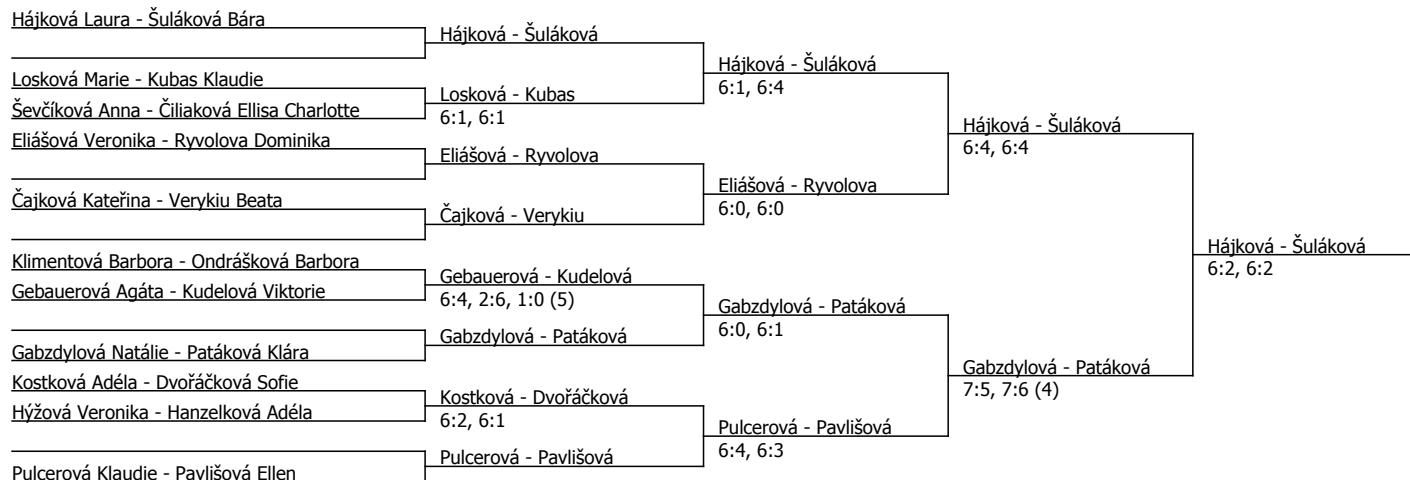 Hájková Laura - Šuláková Bára
Losková Marie - Kubas Klaudie
Ševčíková Anna - Čiliaková Ellisa Charlotte
Eliášová Veronika - Ryvolova Dominika
Čajková Kateřina - Verykiu Beata
Klimentová Barbora - Ondrášková Barbora
Gebauerová Agáta - Kudelová Viktorie
Gabzdylová Natálie - Patáková Klára
Kostková Adéla - Dvořáčková Sofie
Hýžová Veronika - Hanzelková Adéla
Pulcerová Klaudie - Pavlišová Ellen
Hájková - Šuláková
Losková - Kubas
6:1, 6:1
Eliášová - Ryvolova
Čajková - Verykiu
Gebauerová - Kudelová
6:4, 2:6, 1:0 (5)
Gabzdylová - Patáková
Kostková - Dvořáčková
6:2, 6:1
Pulcerová - Pavlišová
Hájková - Šuláková
6:1, 6:4
Eliášová - Ryvolova
6:0, 6:0
Gabzdylová - Patáková
6:0, 6:1
Pulcerová - Pavlišová
6:4, 6:3
Hájková - Šuláková
6:4, 6:4
Gabzdylová - Patáková
7:5, 7:6 (4)
Hájková - Šuláková
6:2, 6:2